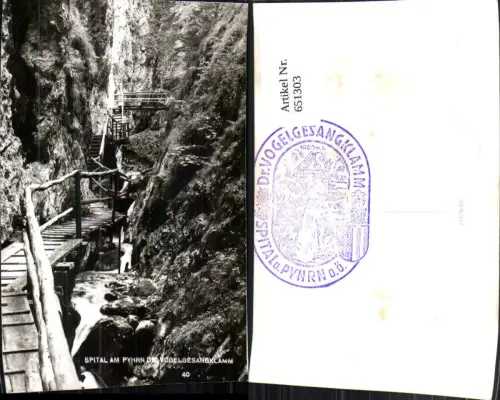 SPITAL AM PYHRN DR. VOGELGESANGKLAMM
40
Artikel Nr.
651303
Dr. VOGELGESANGKLAMM
SPITAL a. PYHRN O.Ö.